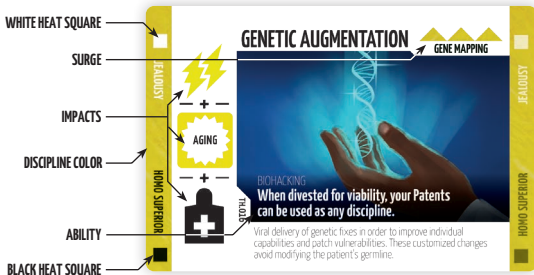 WHITE HEAT SQUARE
SURGE
IMPACTS
DISCIPLINE COLOR
ABILITY
BLACK HEAT SQUARE
JEALOUSY
HOMO SUPERIOR
GENETIC AUGMENTATION
GENE MAPPING
+
AGING
+
TH.016
BIOHACKING
When divested for viability, your Patents
can be used as any discipline.
Viral delivery of genetic fixes in order to improve individual
capabilities and patch vulnerabilities. These customized changes
avoid modifying the patient's germline.
JEALOUSY
HOMO SUPERIOR